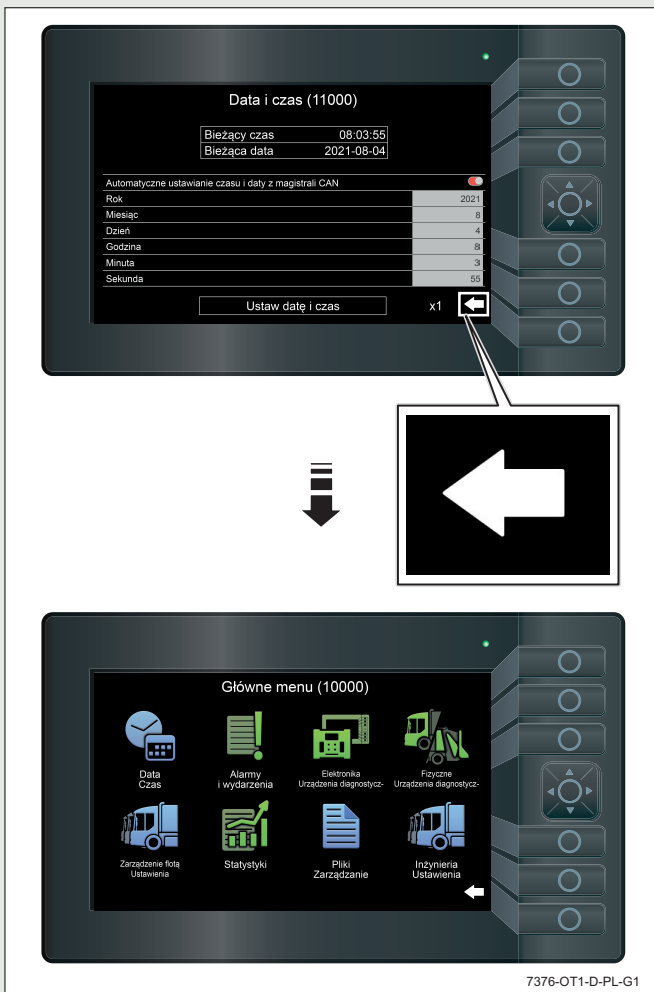 Data i czas (11000)
Bieżący czas 08:03:55
Bieżąca data 2021-08-04
Automatyczne ustawianie czasu i daty z magistrali CAN
Rok 2021
Miesiąc 8
Dzień 4
Godzina 8
Minuta 3
Sekunda 55
Ustaw datę i czas x1
Główne menu (10000)
Data
Czas
Alarmy
i wydarzenia
Elektronika
Urządzenia diagnostycz-
Fizyczne
Urządzenia diagnostycz-
Zarządzenie flotą
Ustawienia
Statystyki
Pliki
Zarządzanie
Inżynieria
Ustawienia
7376-OT1-D-PL-G1